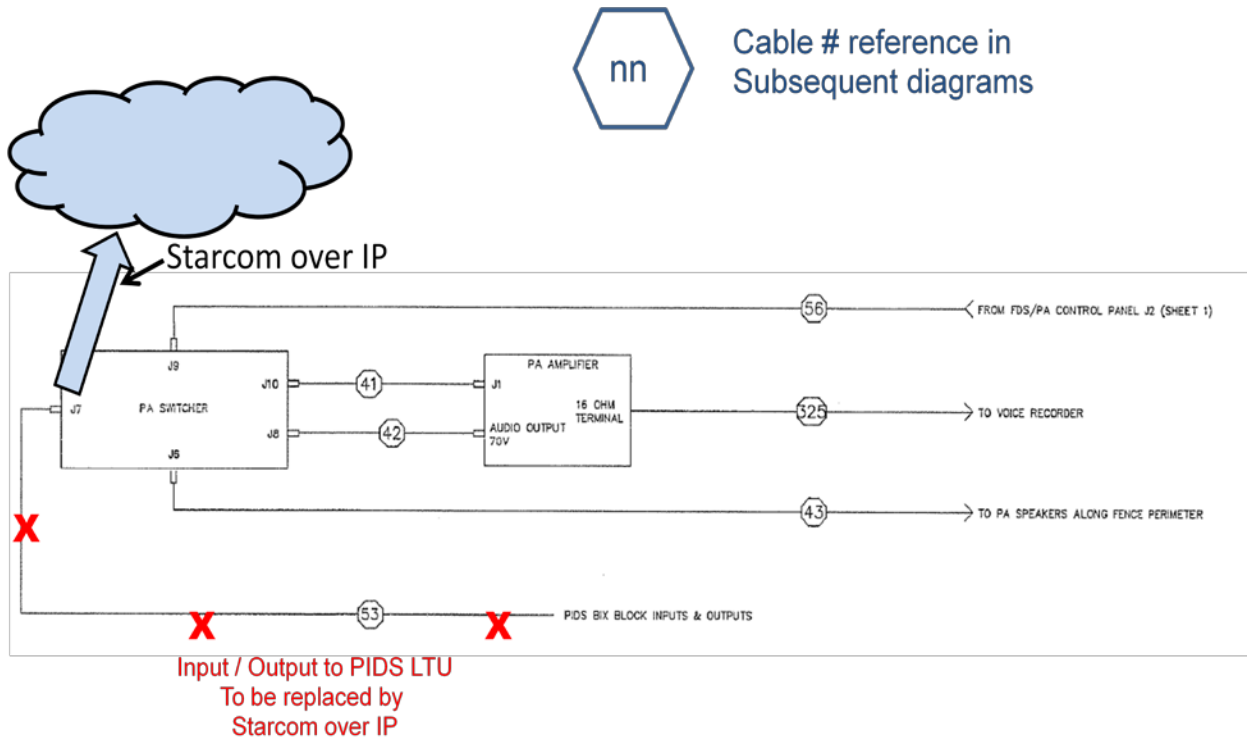 nn
Cable # reference in
Subsequent diagrams
Starcom over IP
56
FROM FDS/PA CONTROL PANEL J2 (SHEET 1)
J9
PA AMPLIFIER
J10
41
J1
J7
PA SWITCHER
16 OHM
TERMINAL
325
TO VOICE RECORDER
J8
42
AUDIO OUTPUT
70V
J6
43
TO PA SPEAKERS ALONG FENCE PERIMETER
X
53
PIDS BIX BLOCK INPUTS & OUTPUTS
X
X
Input / Output to PIDS LTU
To be replaced by
Starcom over IP